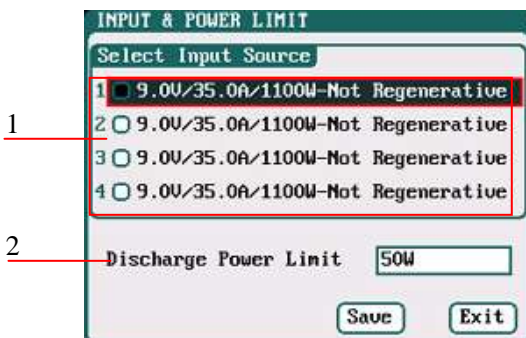 INPUT & POWER LIMIT
Select Input Source
1 9.0V/35.0A/1100W-Not Regenerative
2 9.0V/35.0A/1100W-Not Regenerative
3 9.0V/35.0A/1100W-Not Regenerative
4 9.0V/35.0A/1100W-Not Regenerative
1
2
Discharge Power Limit 50W
Save Exit